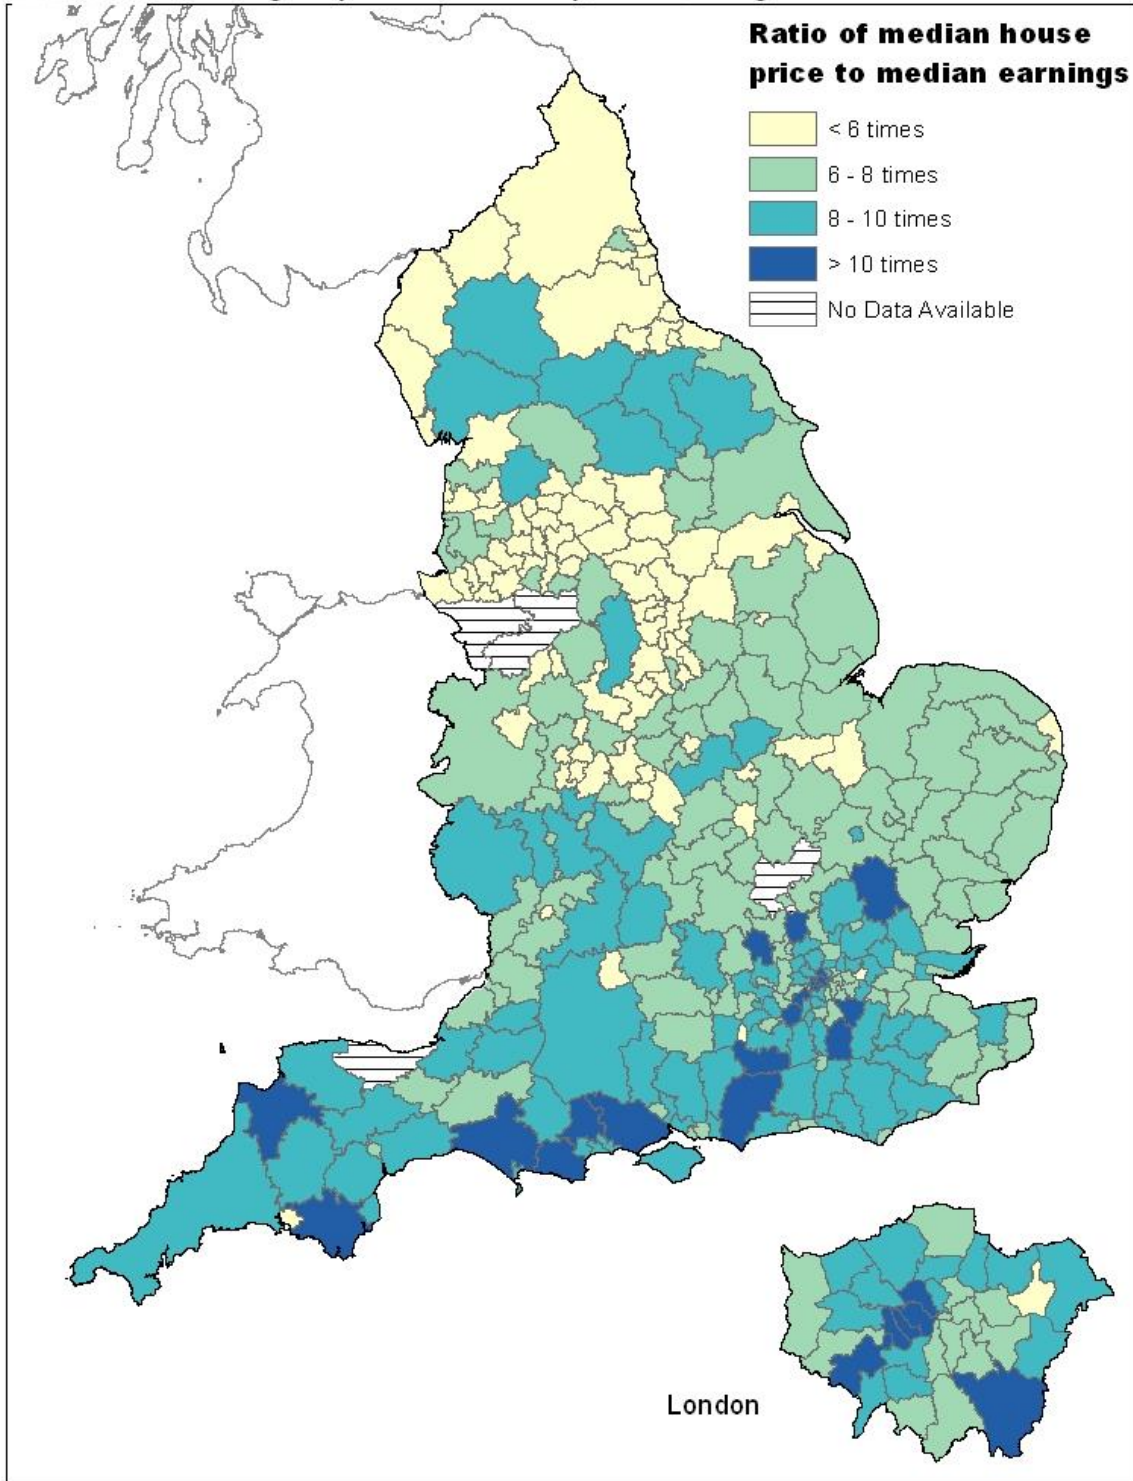 Ratio of median house
price to median earnings
< 6 times
6 - 8 times
8 - 10 times
> 10 times
No Data Available
London